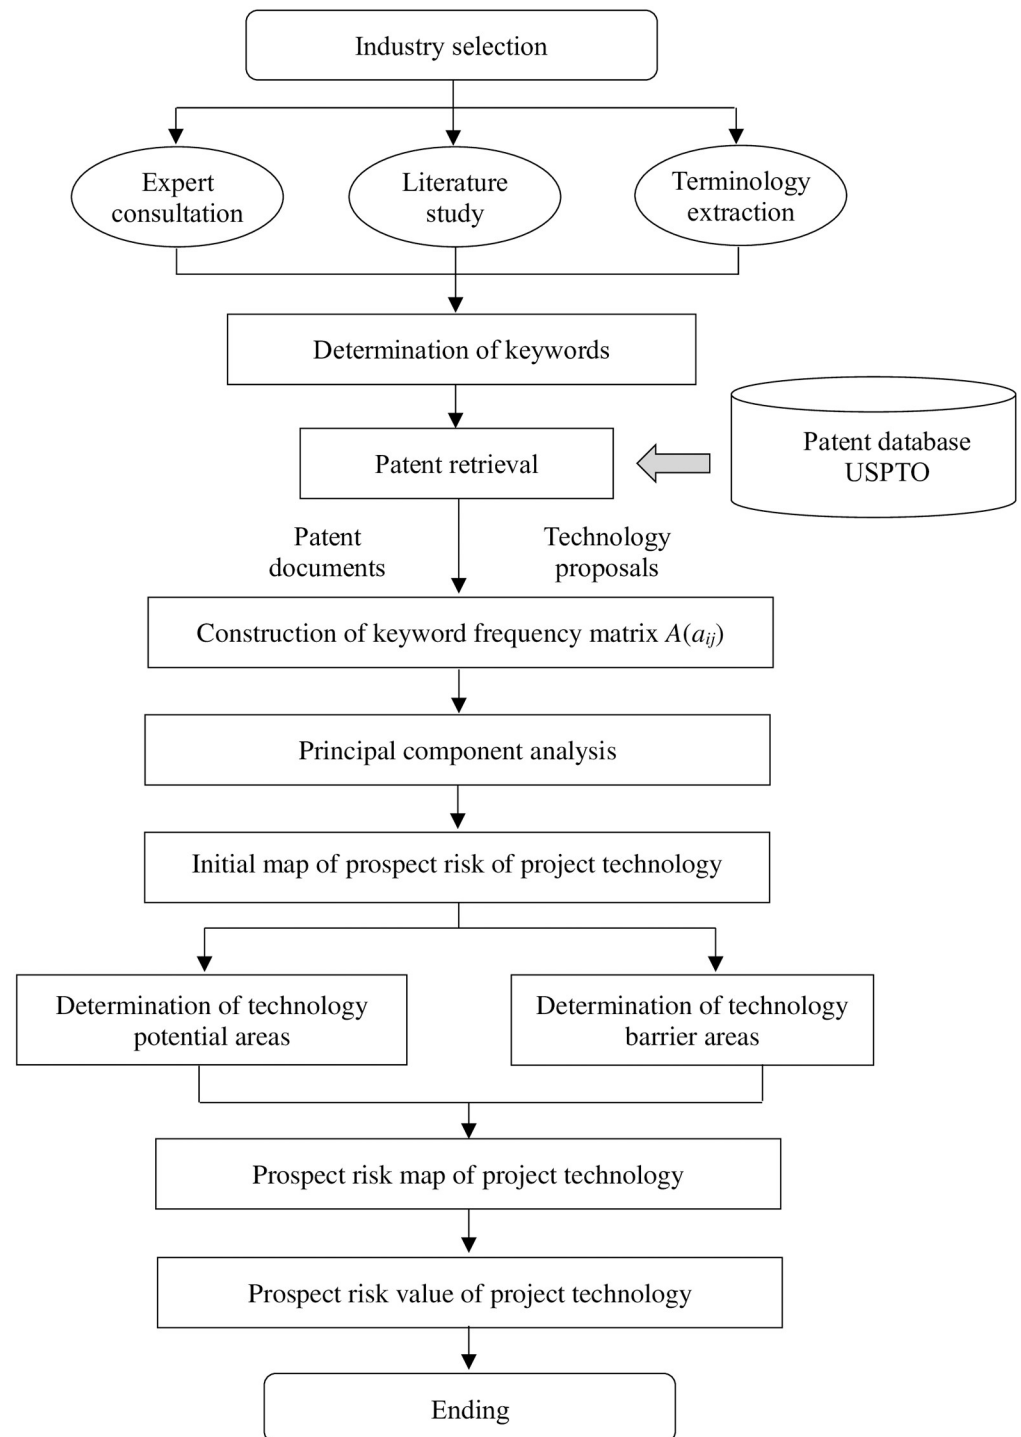 Industry selection
Expert
consultation
Literature
study
Terminology
extraction
Determination of keywords
Patent retrieval
Patent database
USPTO
Patent
documents
Technology
proposals
Construction of keyword frequency matrix A(aij)
Principal component analysis
Initial map of prospect risk of project technology
Determination of technology
potential areas
Determination of technology
barrier areas
Prospect risk map of project technology
Prospect risk value of project technology
Ending